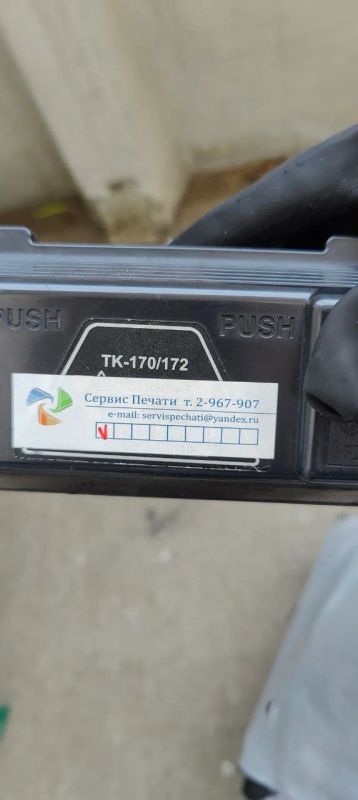 PUSH
PUSH
TK-170/172
Сервис Печати т. 2-967-907
e-mail: servispechati@yandex.ru